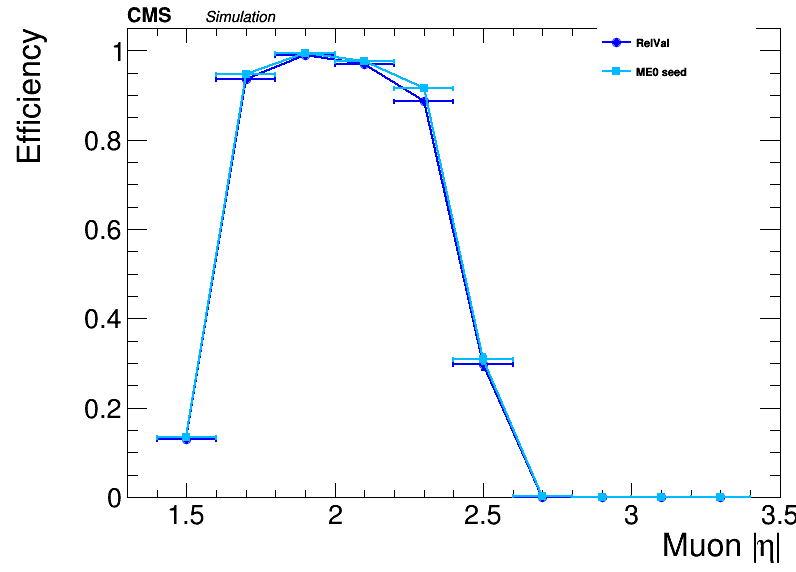 CMS Simulation
RelVal
ME0 seed
Efficiency
1
0.8
0.6
0.4
0.2
0
1.5 2 2.5 3 3.5
Muon |η|